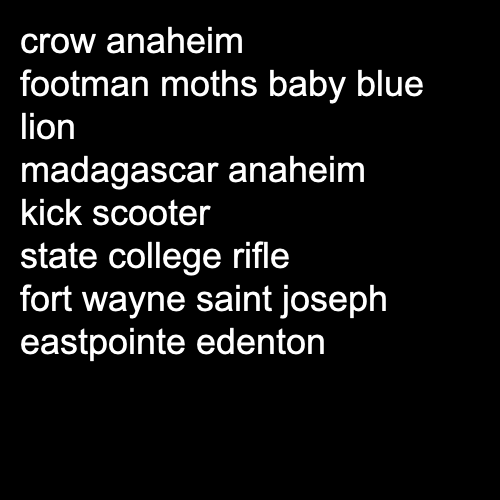 crow anaheim
footman moths baby blue
lion
madagascar anaheim
kick scooter
state college rifle
fort wayne saint joseph
eastpointe edenton